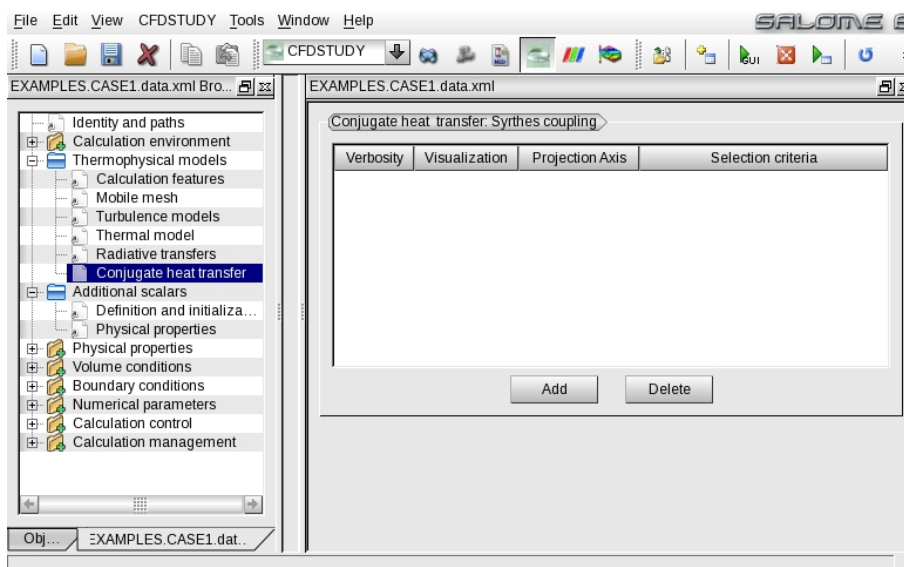 File Edit View CFDSTUDY Tools Window Help
SALOME
CFDSTUDY
GUI
EXAMPLES.CASE1.data.xml Bro...
EXAMPLES.CASE1.data.xml
Identity and paths
Calculation environment
Thermophysical models
Calculation features
Mobile mesh
Turbulence models
Thermal model
Radiative transfers
Conjugate heat transfer
Additional scalars
Definition and initializa...
Physical properties
Physical properties
Volume conditions
Boundary conditions
Numerical parameters
Calculation control
Calculation management
Obj...
EXAMPLES.CASE1.dat..
Conjugate heat transfer: Syrthes coupling
Verbosity Visualization Projection Axis Selection criteria
Add Delete